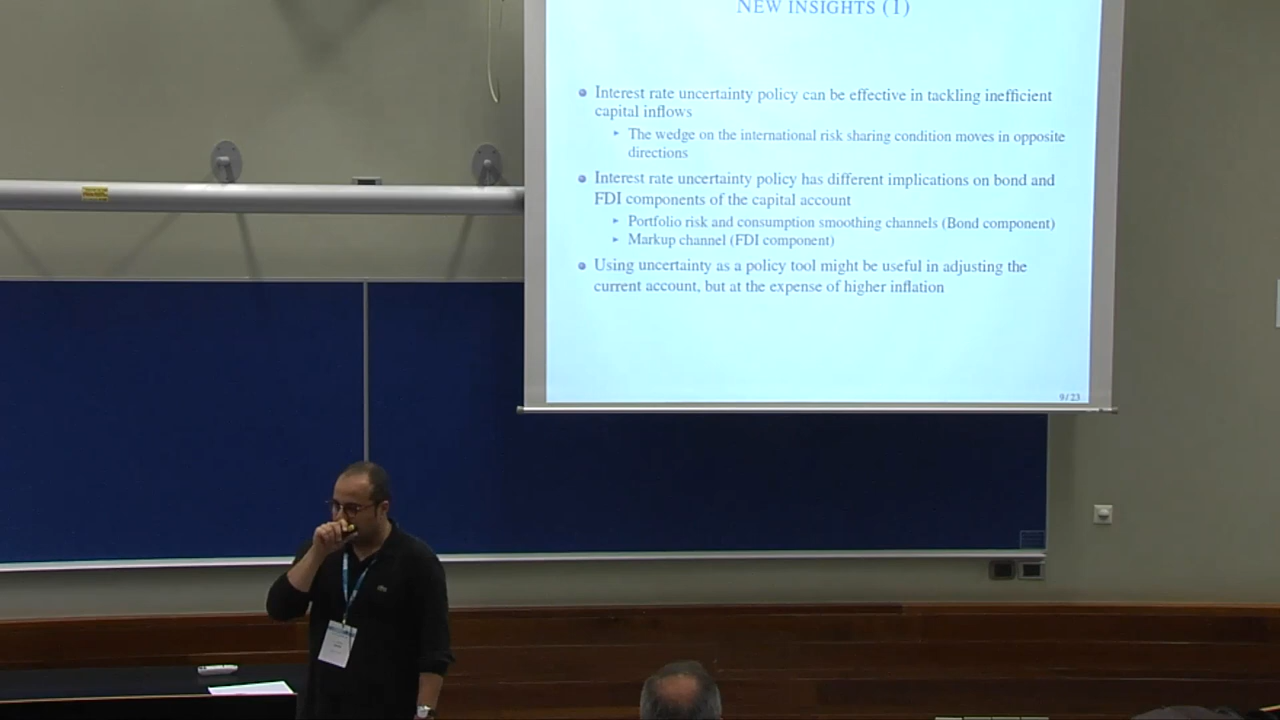 NEW INSIGHTS (1)
Interest rate uncertainty policy can be effective in tackling inefficient
capital inflows
The wedge on the international risk sharing condition moves in opposite
directions
Interest rate uncertainty policy has different implications on bond and
FDI components of the capital account
Portfolio risk and consumption smoothing channels (Bond component)
Markup channel (FDI component)
Using uncertainty as a policy tool might be useful in adjusting the
current account, but at the expense of higher inflation
9/23